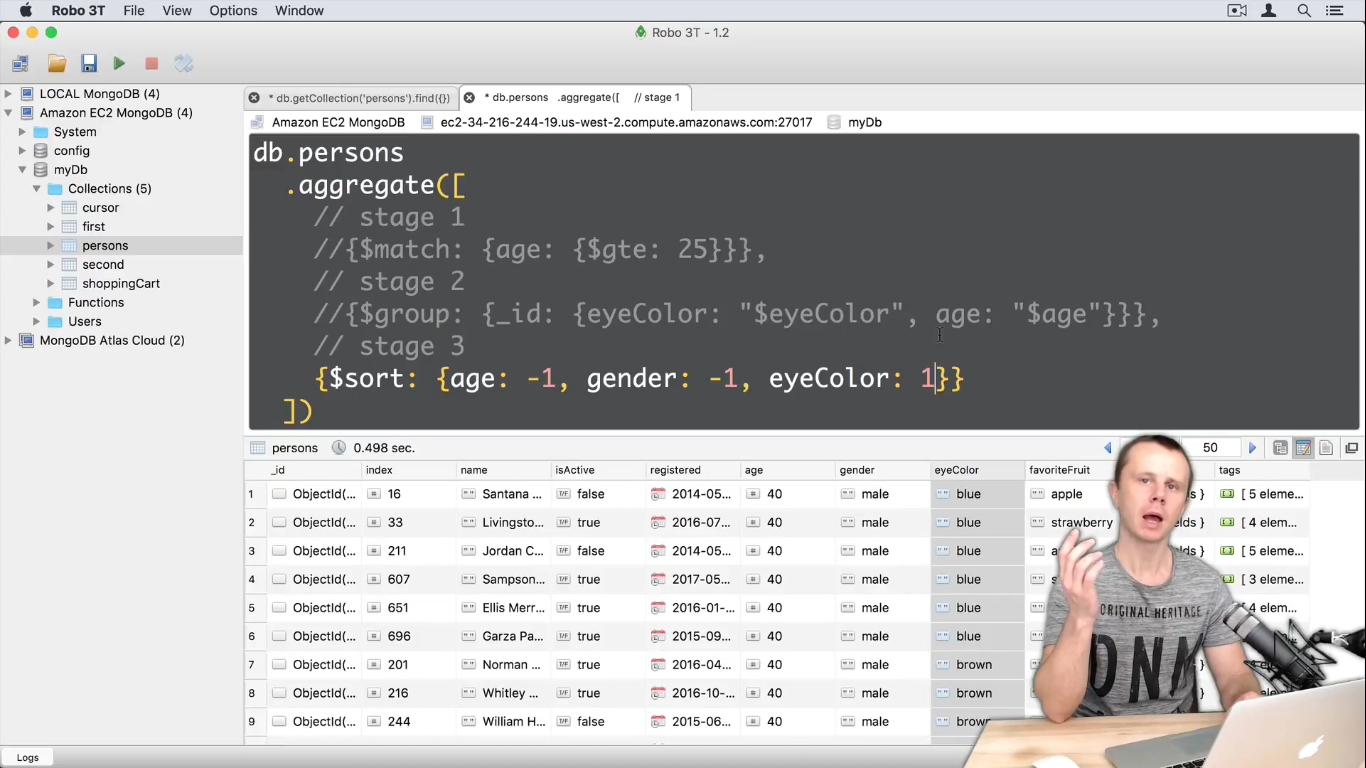 Robo 3T File View Options Window
Robo 3T - 1.2
LOCAL MongoDB (4)
Amazon EC2 MongoDB (4)
System
config
myDb
Collections (5)
cursor
first
persons
second
shoppingCart
Functions
Users
MongoDB Atlas Cloud (2)
* db.getCollection('persons').find({}) * db.persons .aggregate([ // stage 1
Amazon EC2 MongoDB ec2-34-216-244-19.us-west-2.compute.amazonaws.com:27017 myDb
db.persons
.aggregate([
// stage 1
//{$match: {age: {$gte: 25}}},
// stage 2
//{$group: {_id: {eyeColor: "$eyeColor", age: "$age"}}},
// stage 3
{$sort: {age: -1, gender: -1, eyeColor: 1}}
])
persons 0.498 sec. 50
_id index name isActive registered age gender eyeColor favoriteFruit tags
1 ObjectId(... 16 Santana ... false 2014-05... 40 male blue apple s } [ 5 eleme...
2 ObjectId(... 33 Livingsto... true 2016-07... 40 male blue strawberry ds } [ 4 elem...
3 ObjectId(... 211 Jordan C... false 2014-05... 40 male blue [ 5 eleme...
4 ObjectId(... 607 Sampson... true 2017-05... 40 male blue [ 3 elem...
5 ObjectId(... 651 Ellis Merr... true 2016-01-... 40 male blue [ 4 elem...
6 ObjectId(... 696 Garza Pa... true 2015-09... 40 male blue
7 ObjectId(... 201 Norman ... true 2016-04... 40 male brown
8 ObjectId(... 216 Whitley ... true 2016-10-... 40 male brown
9 ObjectId(... 244 William H... false 2015-06... 40 male brown
ORIGINAL HERITAGE
DNM
Logs